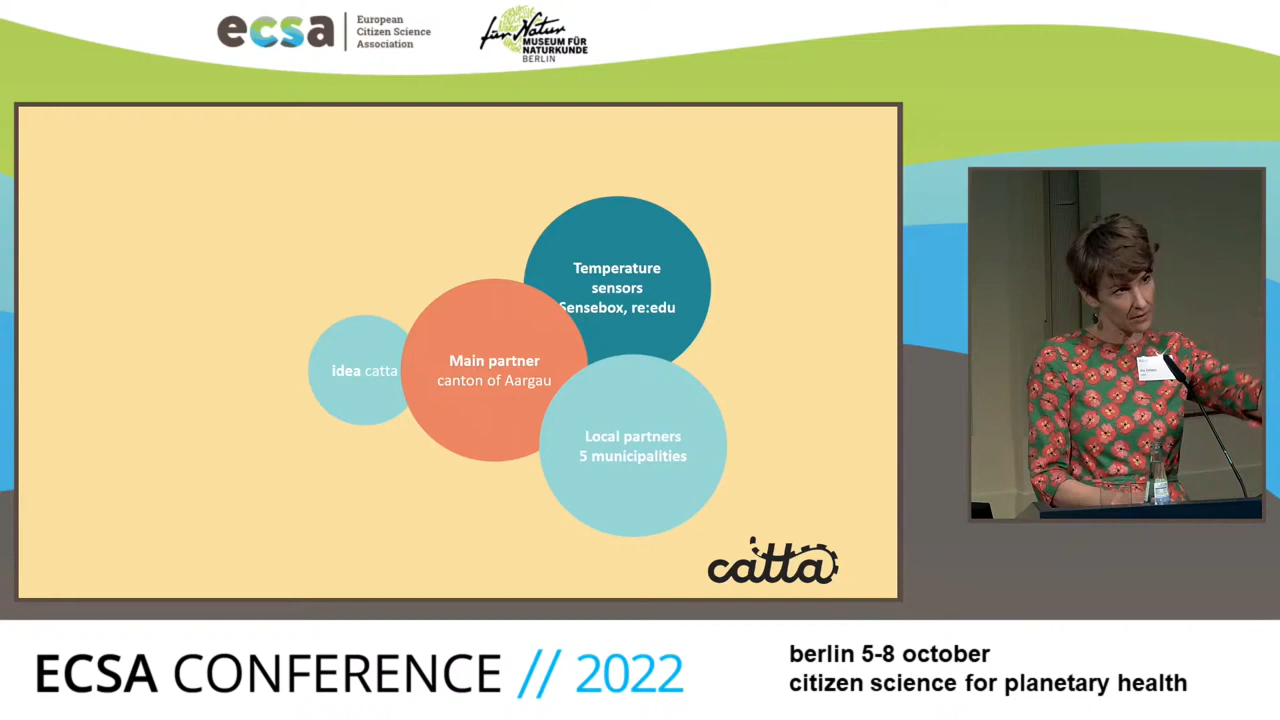 ecsa
European
Citizen Science
Association
für Natur
MUSEUM FÜR
NATURKUNDE
BERLIN
Temperature
sensors
Sensebox, re:edu
idea catta
Main partner
canton of Aargau
Local partners
5 municipalities
catta
ECSA CONFERENCE // 2022
berlin 5-8 october
citizen science for planetary health